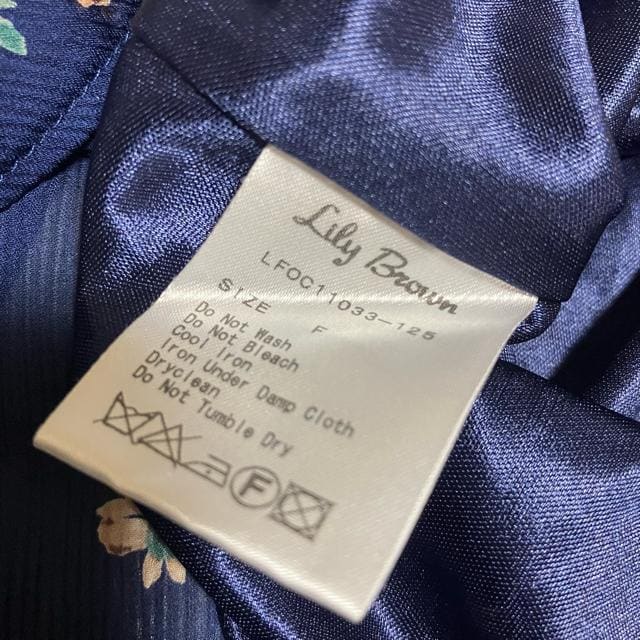 Lily Brown
LFOC11033-125
SIZE F
Do Not Wash
Do Not Bleach
Cool Iron
Iron Under Damp Cloth
Dryclean
Do Not Tumble Dry
F